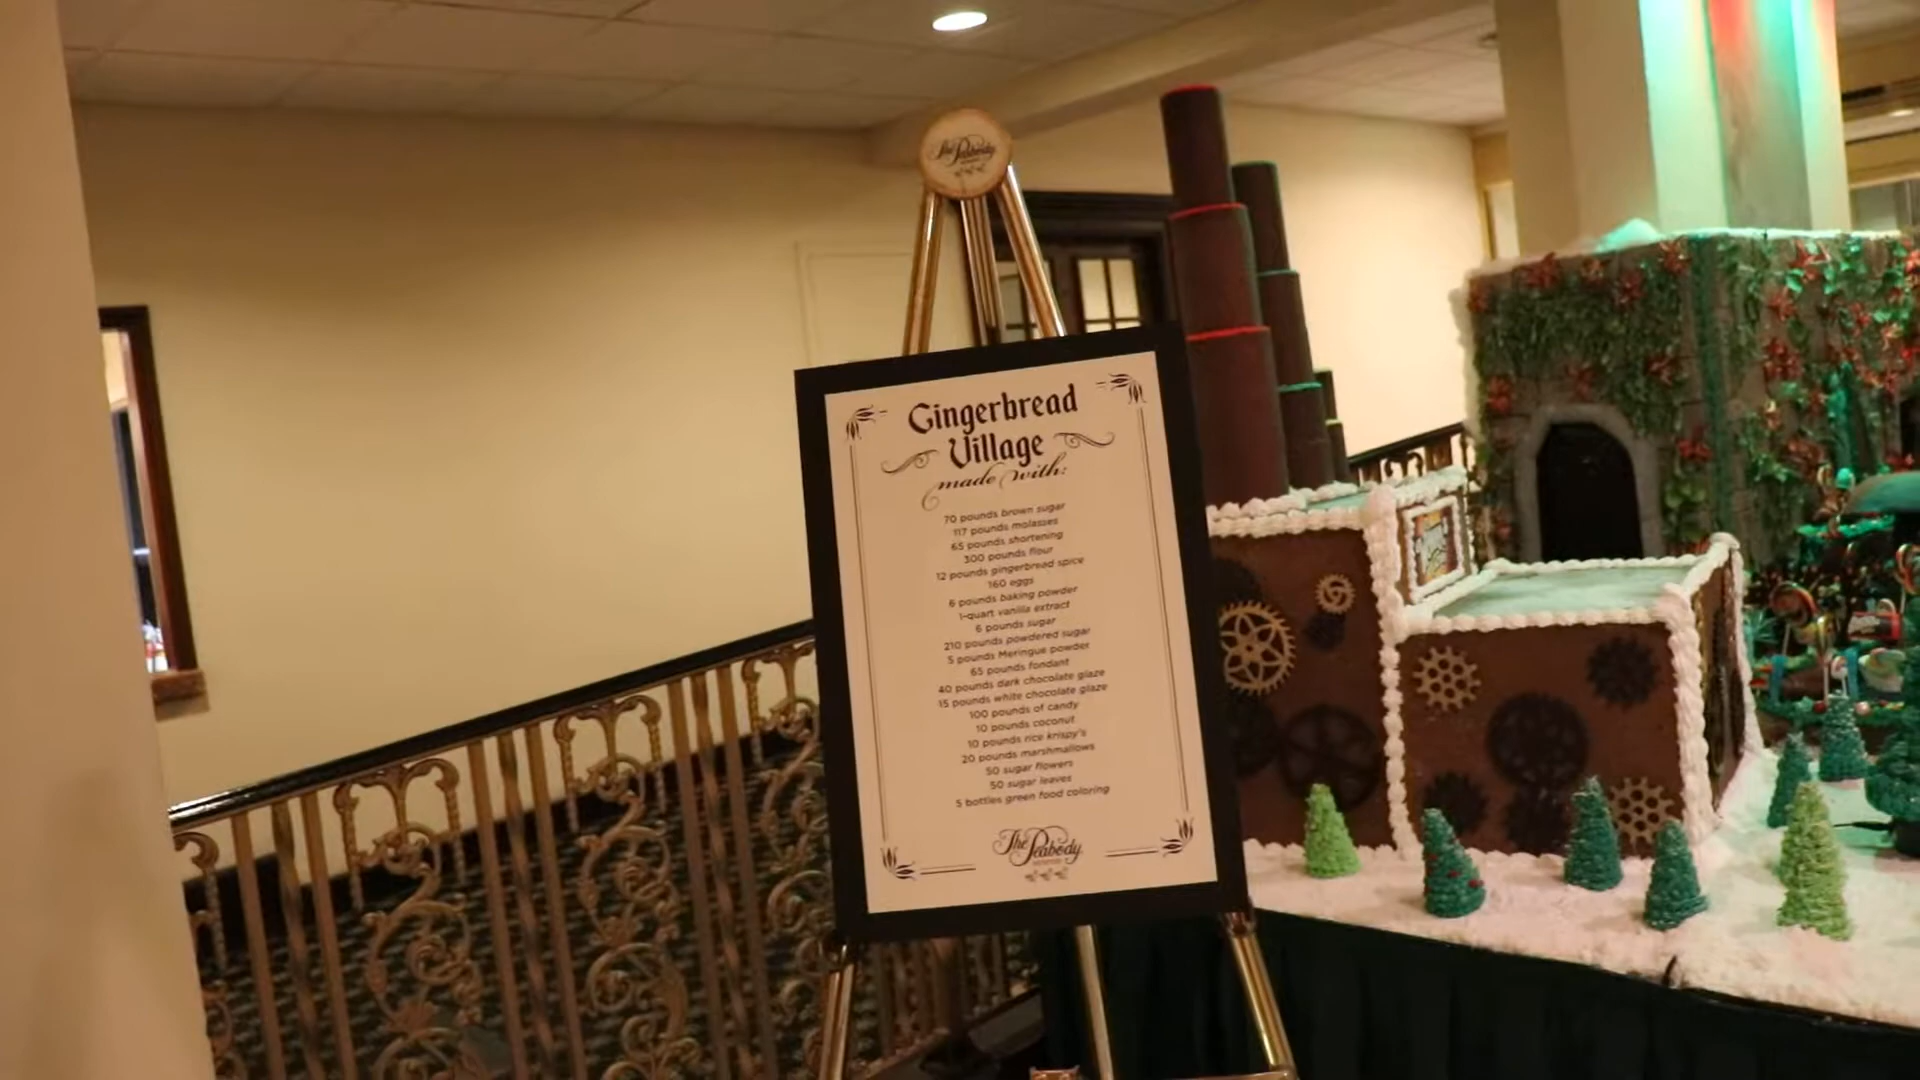 The Peabody
Gingerbread
Village
made with:
70 pounds brown sugar
117 pounds molasses
65 pounds shortening
300 pounds flour
12 pounds gingerbread spice
160 eggs
6 pounds baking powder
1-quart vanilla extract
6 pounds sugar
210 pounds powdered sugar
5 pounds Meringue powder
65 pounds fondant
40 pounds dark chocolate glaze
15 pounds white chocolate glaze
100 pounds of candy
10 pounds coconut
10 pounds rice krispy's
20 pounds marshmallows
50 sugar flowers
50 sugar leaves
5 bottles green food coloring
The Peabody